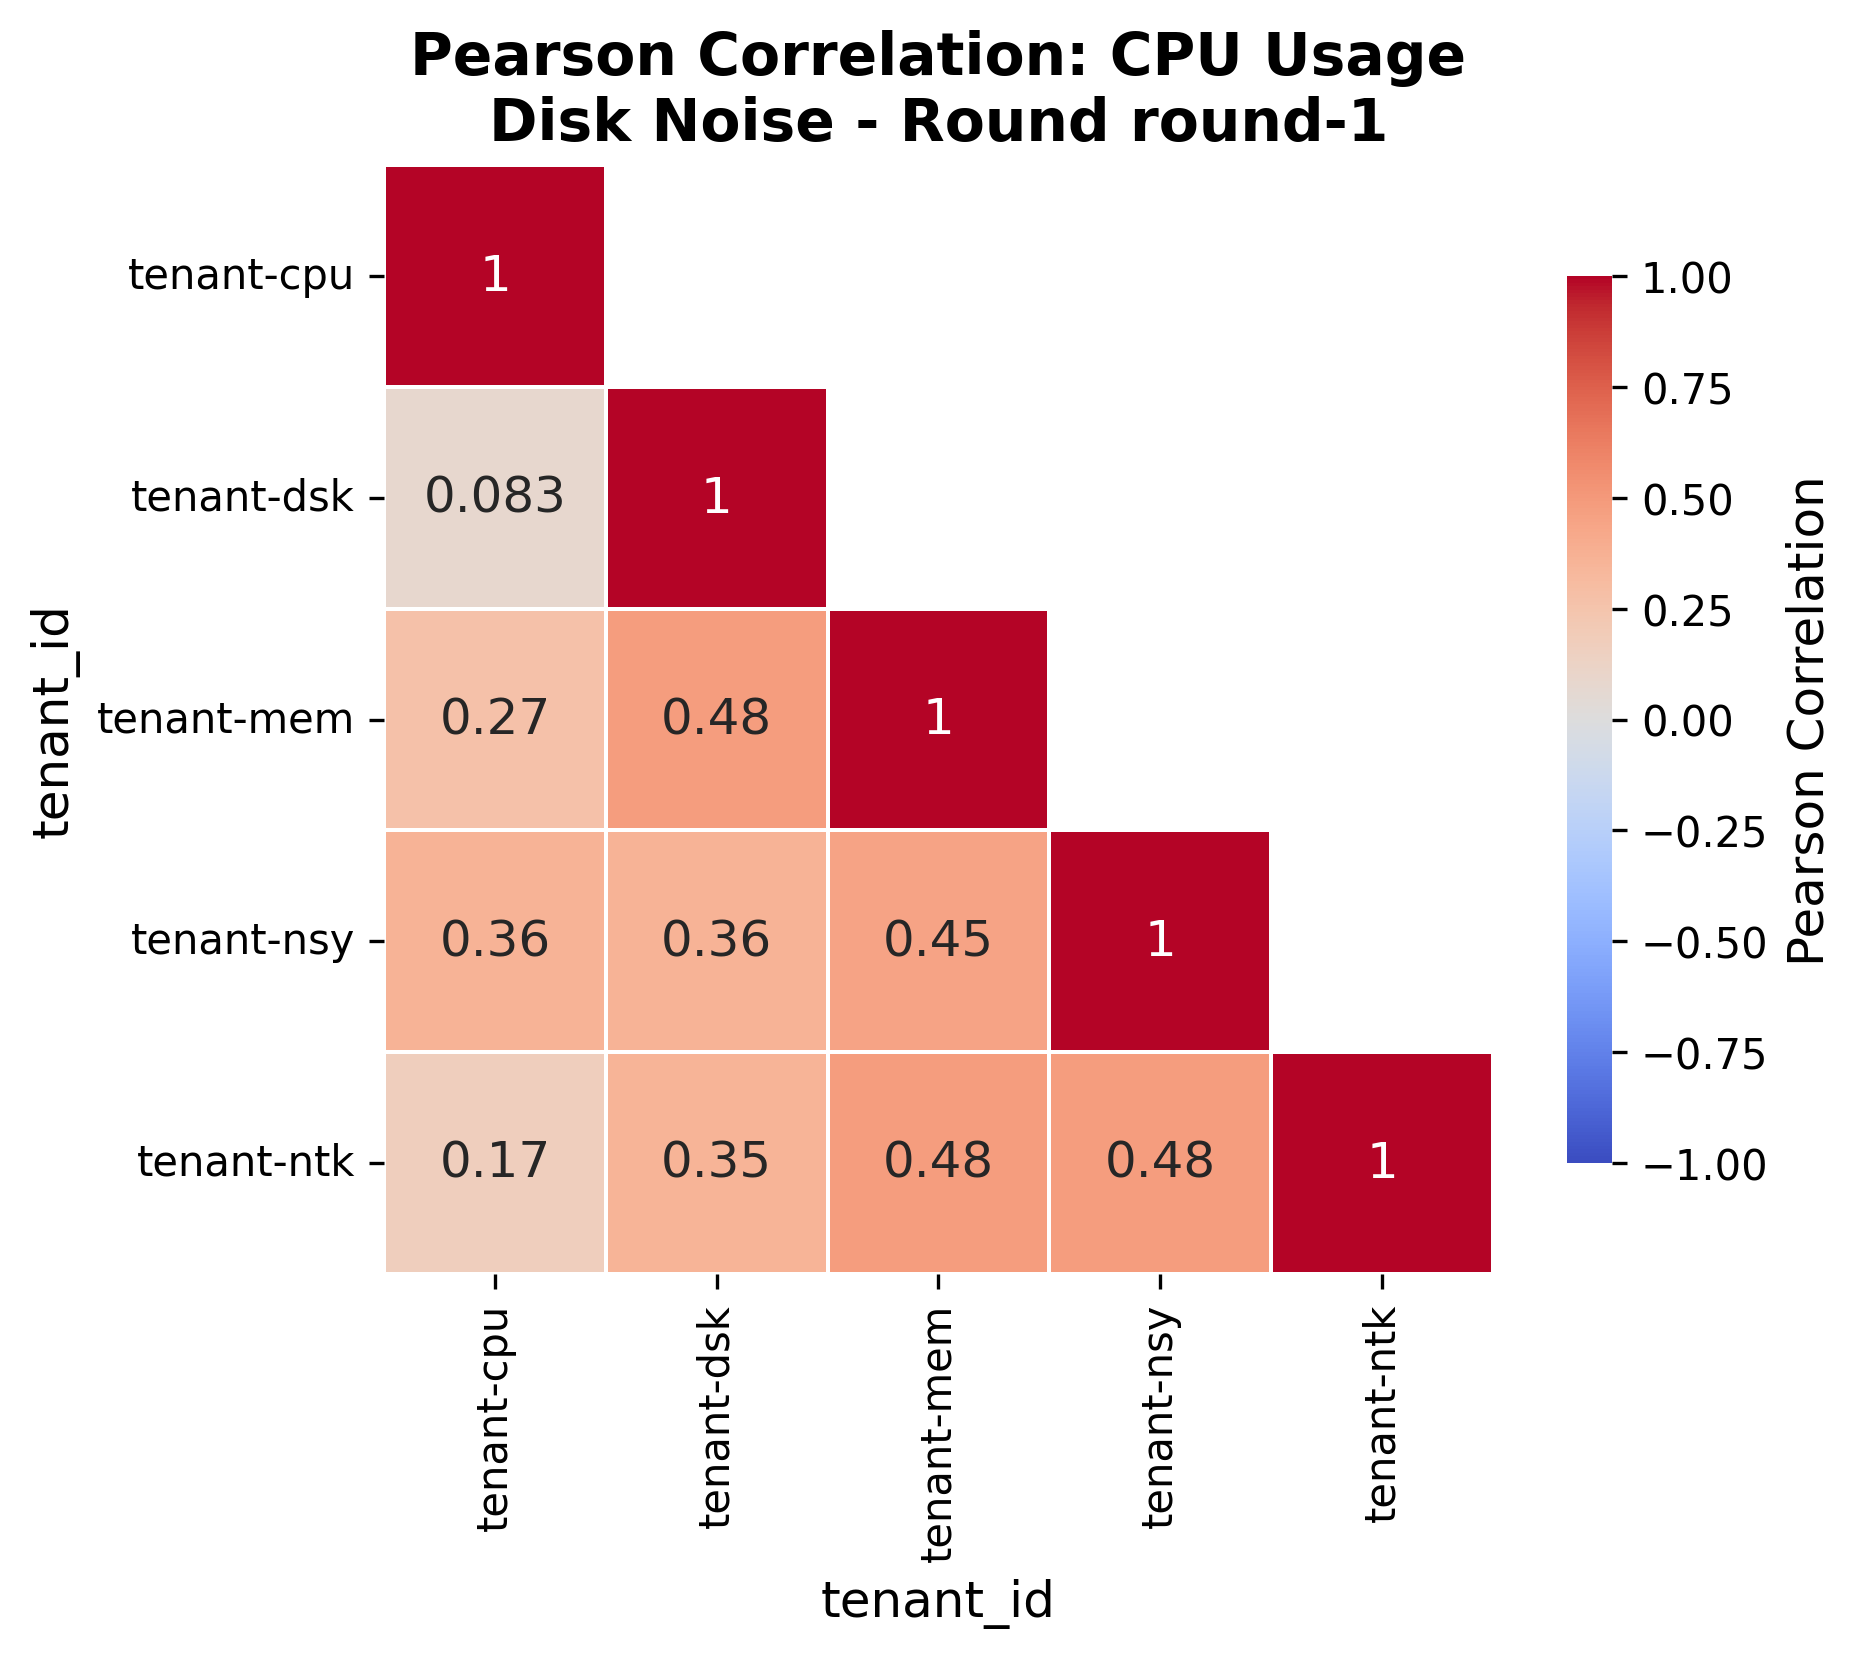 Pearson Correlation: CPU Usage
Disk Noise - Round round-1
tenant_id
tenant-cpu
tenant-dsk
tenant-mem
tenant-nsy
tenant-ntk
1
0.083 1
0.27 0.48 1
0.36 0.36 0.45 1
0.17 0.35 0.48 0.48 1
tenant-cpu
tenant-dsk
tenant-mem
tenant-nsy
tenant-ntk
tenant_id
1.00
0.75
0.50
0.25
0.00
−0.25
−0.50
−0.75
−1.00
Pearson Correlation